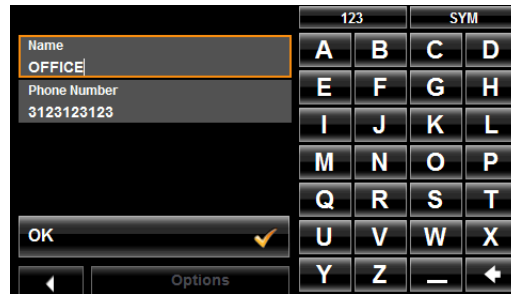 123 SYM
Name
OFFICE
Phone Number
3123123123
OK
Options
A B C D
E F G H
I J K L
M N O P
Q R S T
U V W X
Y Z _